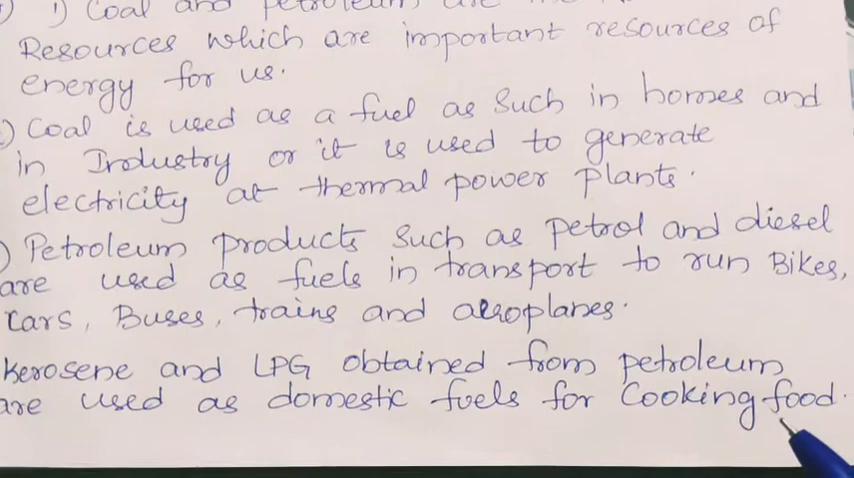 1) Coal and petroleum are the
Resources which are important resources of
energy for us.
) Coal is used as a fuel as such in homes and
in Industry or it is used to generate
electricity at thermal power plants.
) Petroleum products such as petrol and diesel
are used as fuels in transport to run Bikes,
cars, Buses, trains and aeroplanes.
Kerosene and LPG obtained from petroleum
are used as domestic fuels for Cooking food.